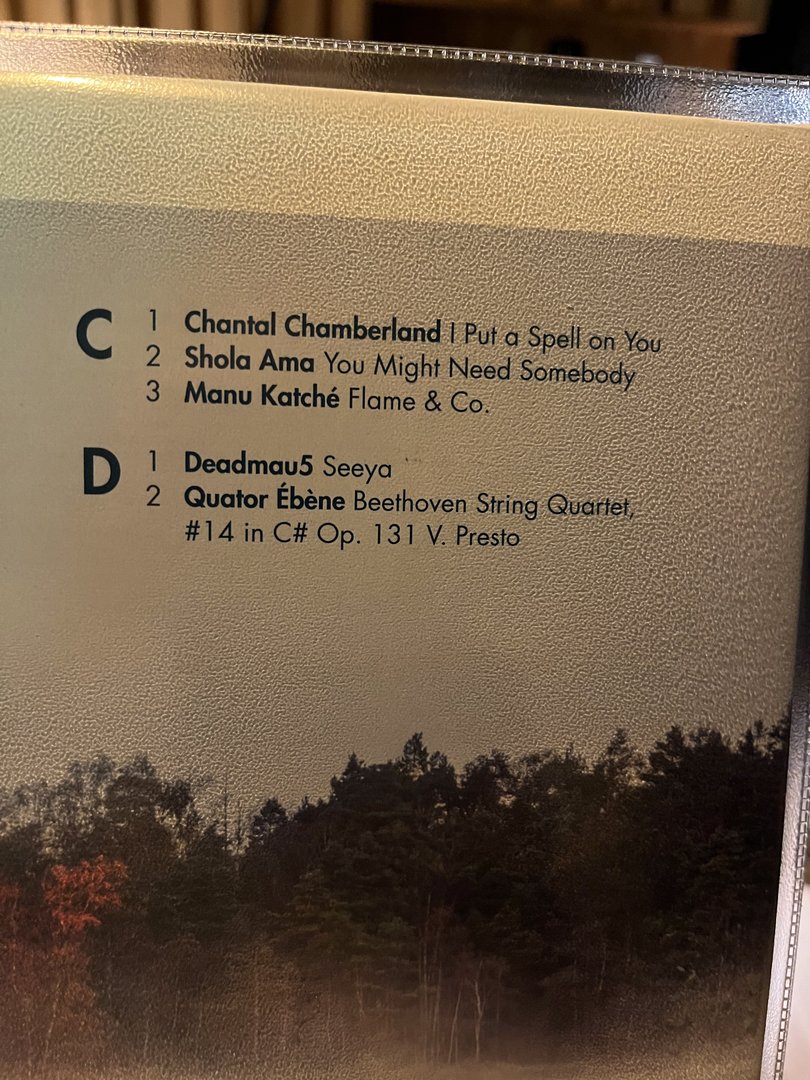 C 1 Chantal Chamberland I Put a Spell on You
2 Shola Ama You Might Need Somebody
3 Manu Katché Flame & Co.
D 1 Deadmau5 Seeya
2 Quator Ébène Beethoven String Quartet,
#14 in C# Op. 131 V. Presto